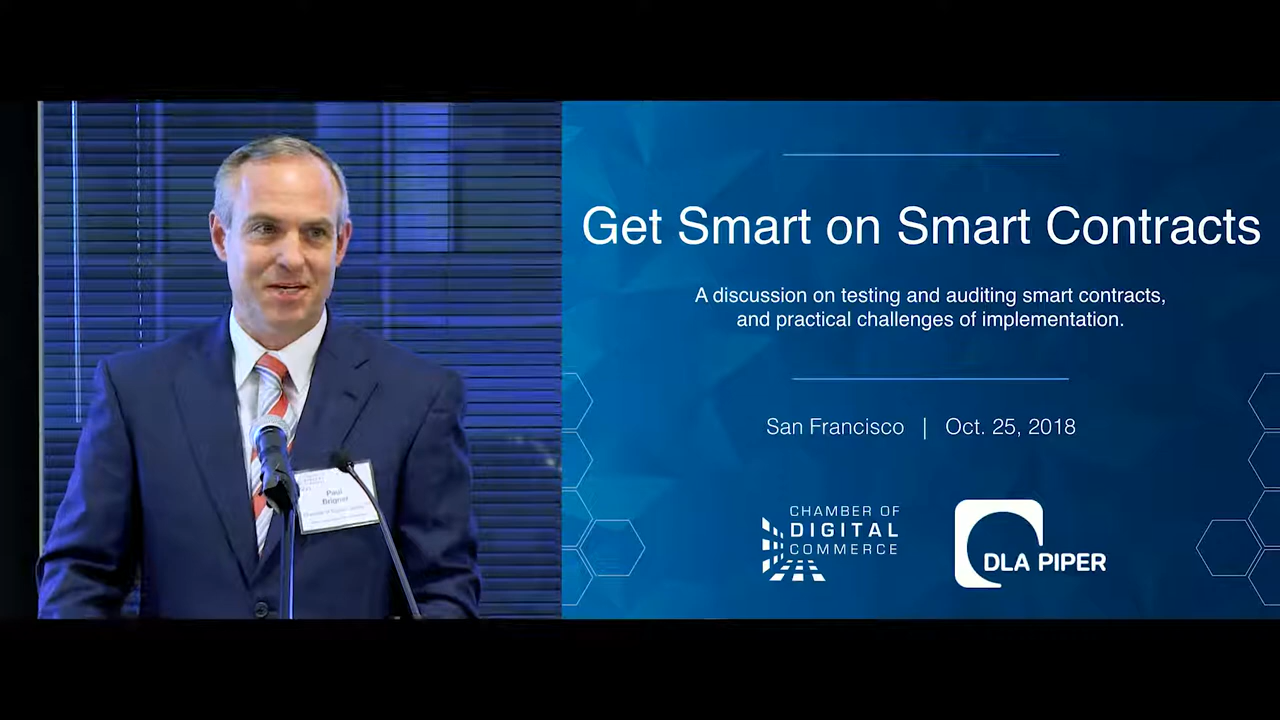 Paul
Brigner
Get Smart on Smart Contracts
A discussion on testing and auditing smart contracts,
and practical challenges of implementation.
San Francisco | Oct. 25, 2018
CHAMBER OF
DIGITAL
COMMERCE
DLA PIPER